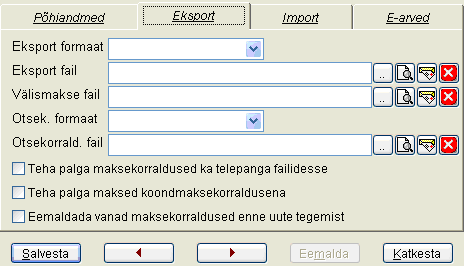 Põhiandmed Eksport Import E-arved
Eksport formaat
Eksport fail ..
Välismakse fail ..
Otsek. formaat
Otsekorrald. fail ..
Teha palga maksekorraldused ka telepanga failidesse
Teha palga maksed koondmaksekorraldusena
Eemaldada vanad maksekorraldused enne uute tegemist
Salvesta Eemalda Katkesta